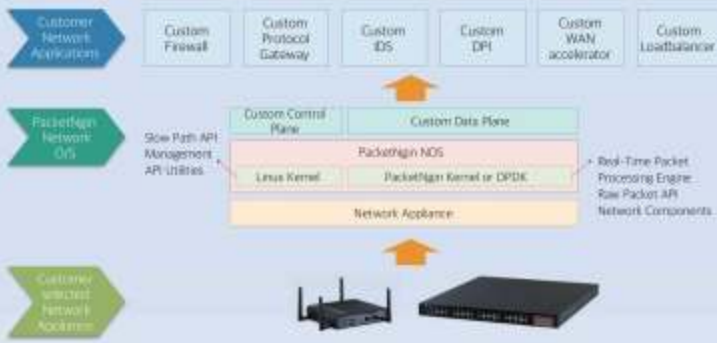 Customer
Network
Applications
Custom
Firewall
Custom
Protocol
Gateway
Custom
IDS
Custom
DPI
Custom
WAN
accelerator
Custom
Loadbalancer
PacketNgin
Network
O/S
Slow Path API
Management
API-Utilities
Custom Control
Plane
Custom Data Plane
PacketNgin NOS
Linux Kernel
PacketNgin Kernel or DPDK
Network Appliance
Real-Time Packet
Processing Engine
Raw Packet API
Network Components
Customer
selected
Network
Appliance